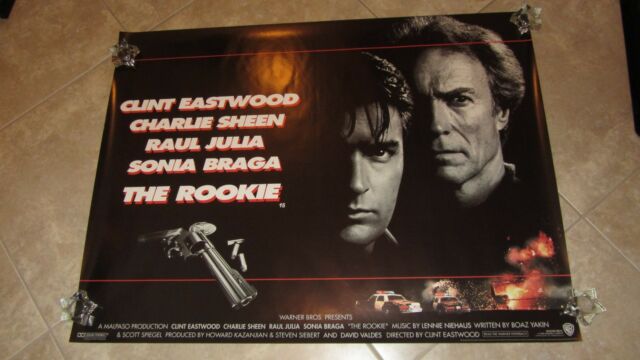 CLINT EASTWOOD
CHARLIE SHEEN
RAUL JULIA
SONIA BRAGA
THE ROOKIE
15
WARNER BROS. PRESENTS
A MALPASO PRODUCTION CLINT EASTWOOD CHARLIE SHEEN RAUL JULIA SONIA BRAGA "THE ROOKIE" MUSIC BY LENNIE NIEHAUS WRITTEN BY BOAZ YAKIN
& SCOTT SPIEGEL PRODUCED BY HOWARD KAZANJIAN & STEVEN SIEBERT AND DAVID VALDES DIRECTED BY CLINT EASTWOOD